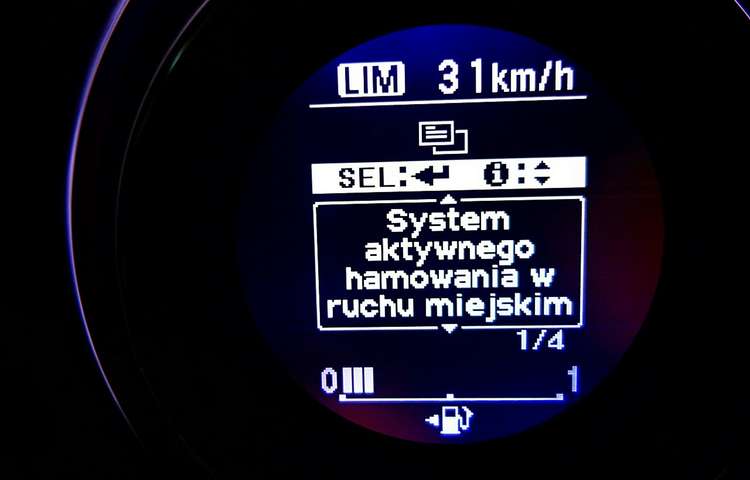 LIM 31km/h
SEL:
i :
System
aktywnego
hamowania w
ruchu miejskim
1/4
0 1